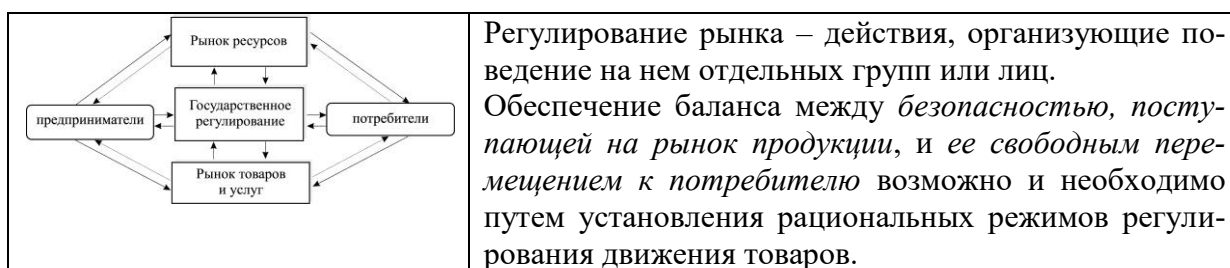 Рынок ресурсов
предприниматели
Государственное
регулирование
потребители
Рынок товаров
и услуг
Регулирование рынка – действия, организующие по-
ведение на нем отдельных групп или лиц.
Обеспечение баланса между безопасностью, посту-
пающей на рынок продукции, и ее свободным пере-
мещением к потребителю возможно и необходимо
путем установления рациональных режимов регули-
рования движения товаров.